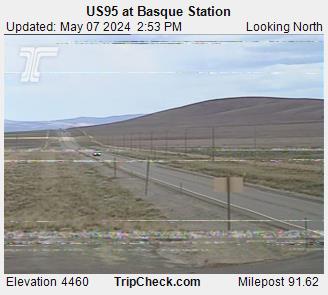 US95 at Basque Station
Updated: May 07 2024 2:53 PM Looking North
Elevation 4460 TripCheck.com Milepost 91.62